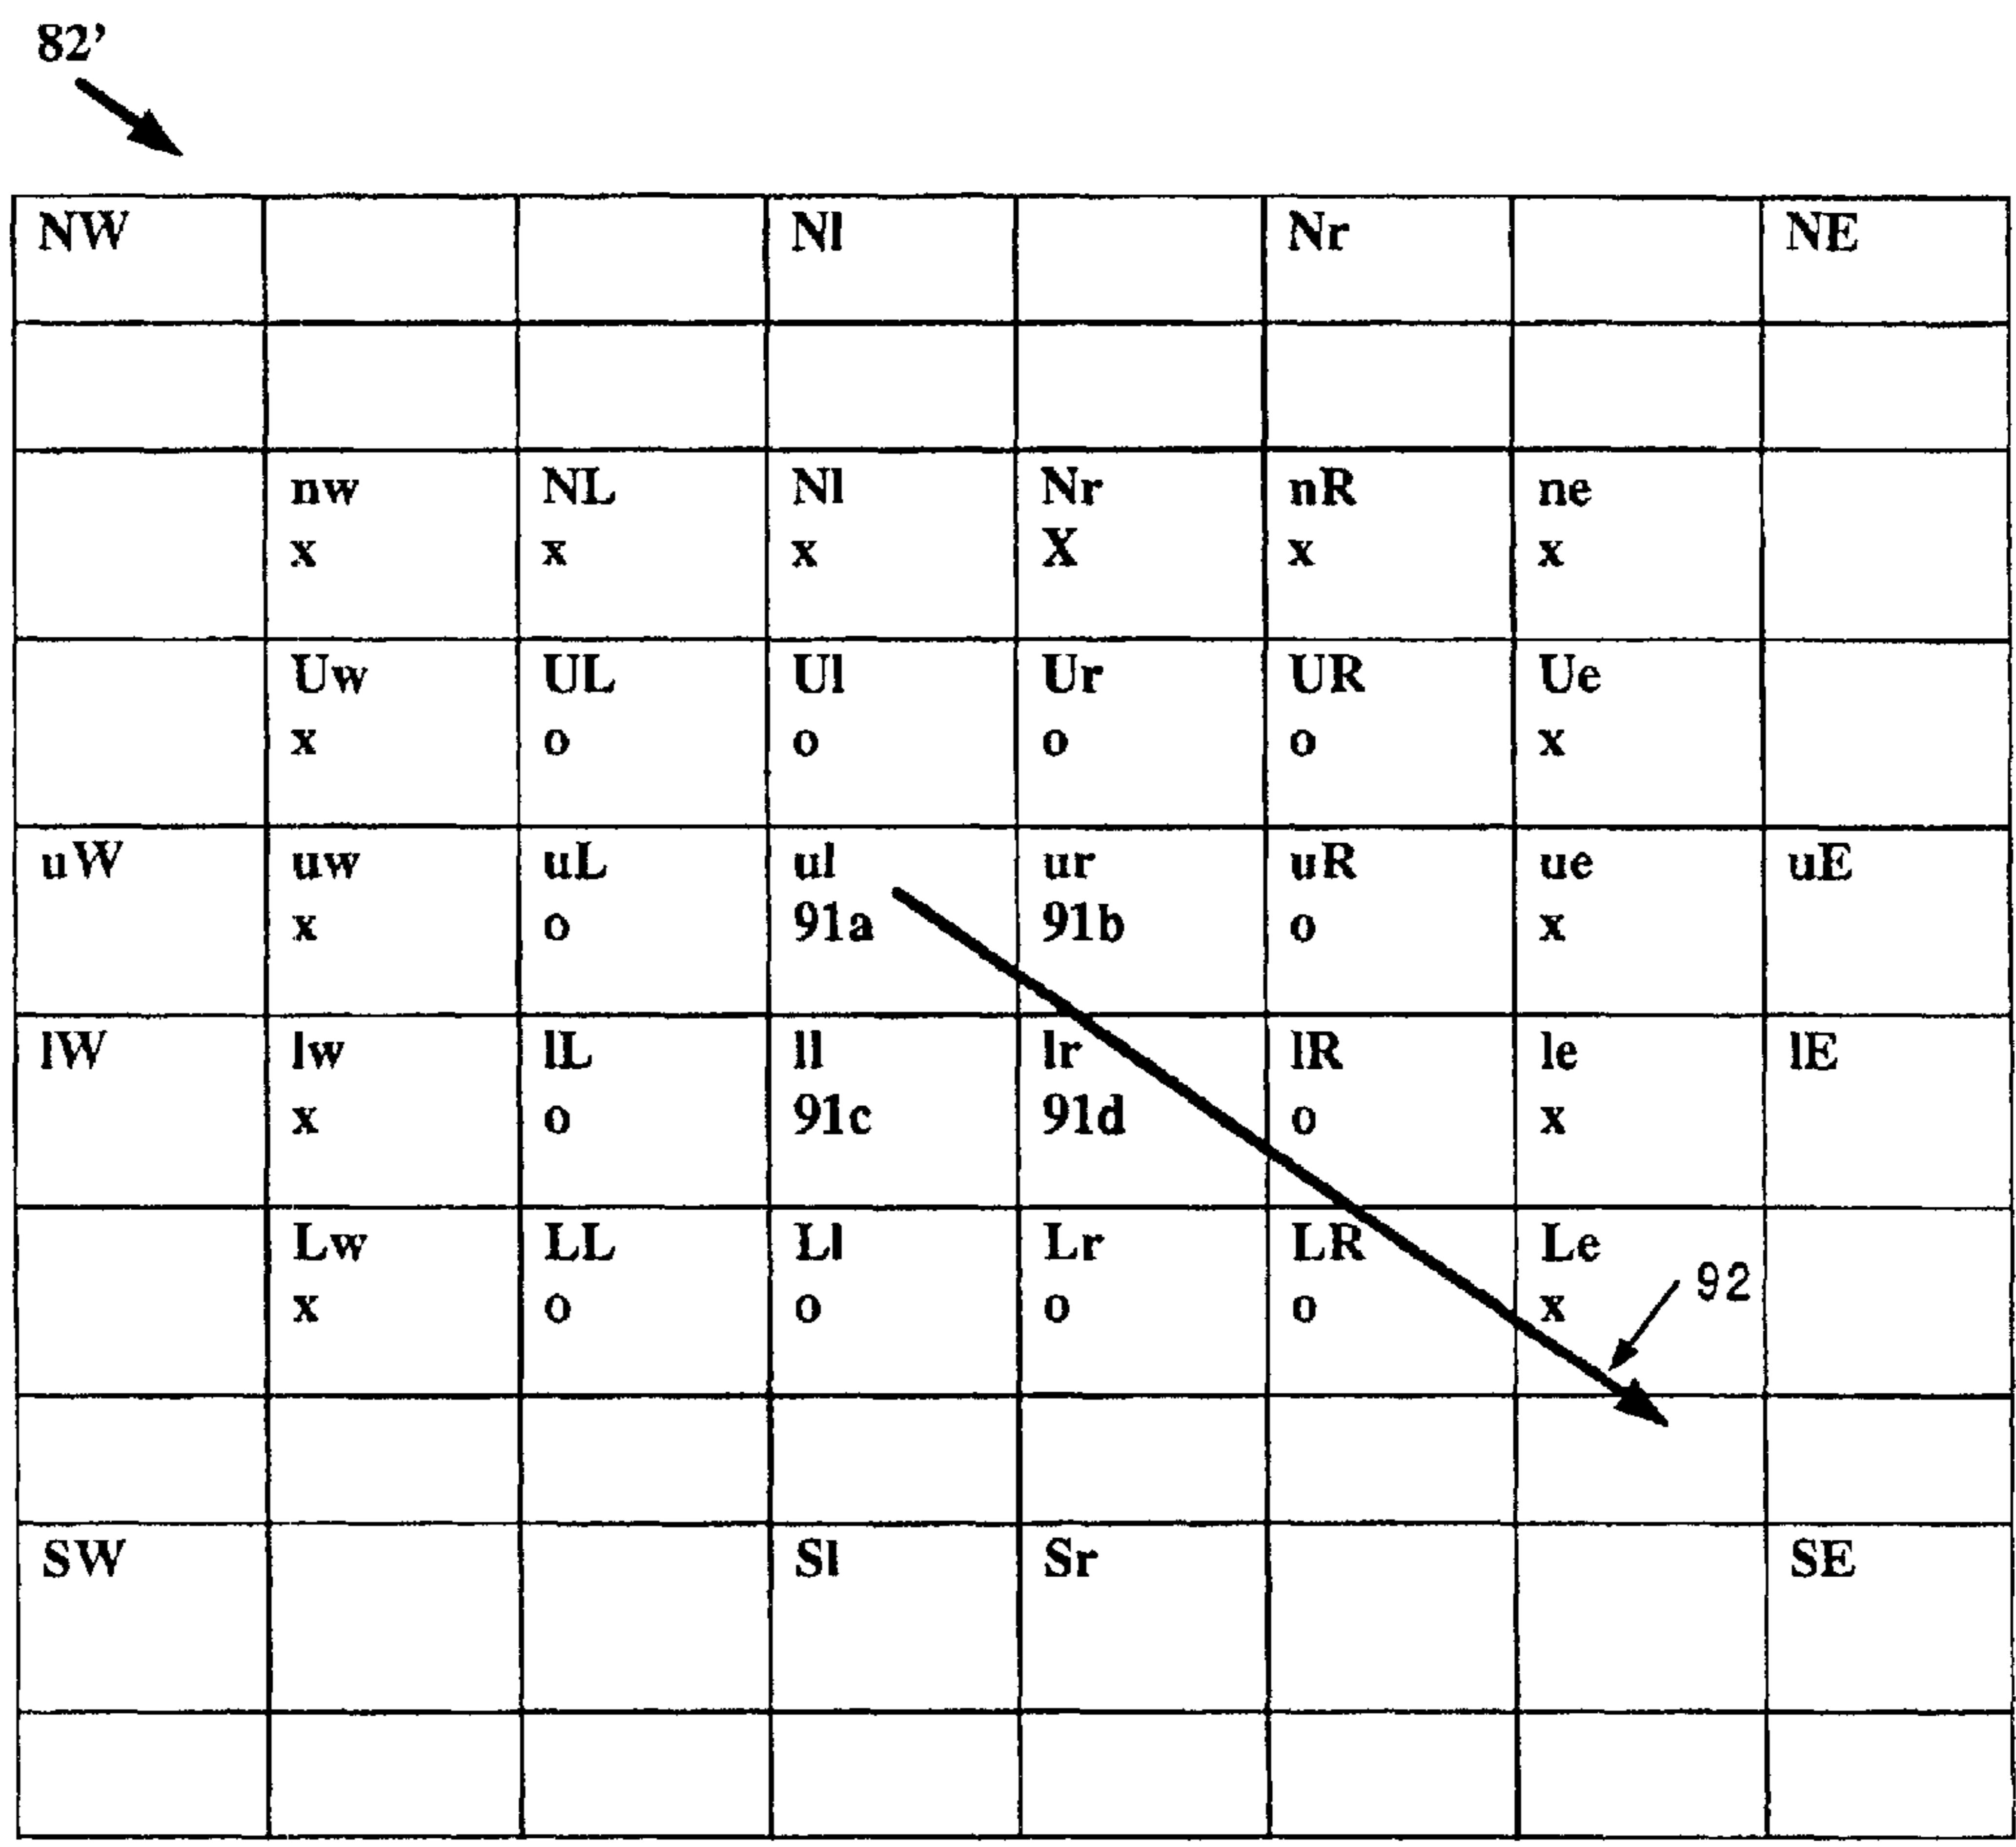 82'
NW Nl Nr NE
nw NL Nl Nr nR ne
x x x X x x
Uw UL Ul Ur UR Ue
x o o o o x
uW uw uL ul ur uR ue uE
x o 91a 91b o x
lW lw lL ll lr lR le lE
x o 91c 91d o x
Lw LL Ll Lr LR Le
x o o o o x 92
SW Sl Sr SE